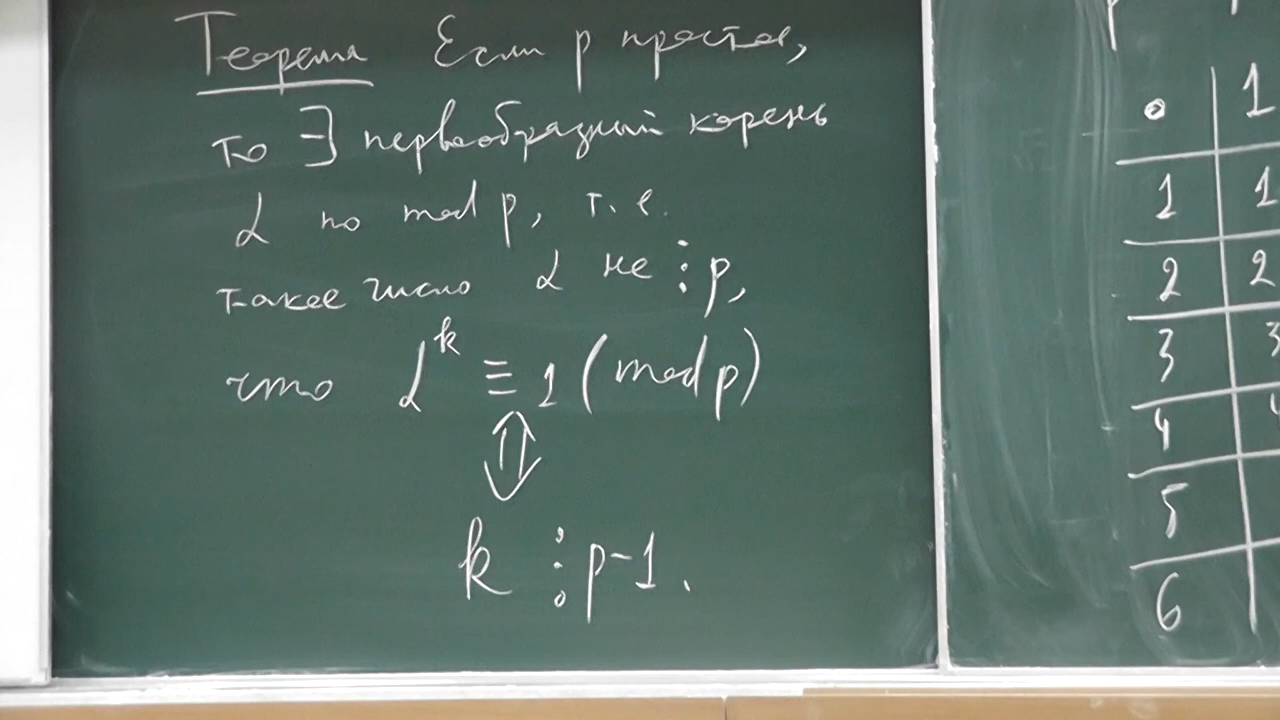 Теорема Если p простое,
то ∃ первообразный корень
α по mod p, т. е.
такое число α не ⋮ p,
что α^k ≡ 1 (mod p)
⇕
k ⋮ p-1.
p
∘ 1
1 1
2 2
3 3
4 4
5
6